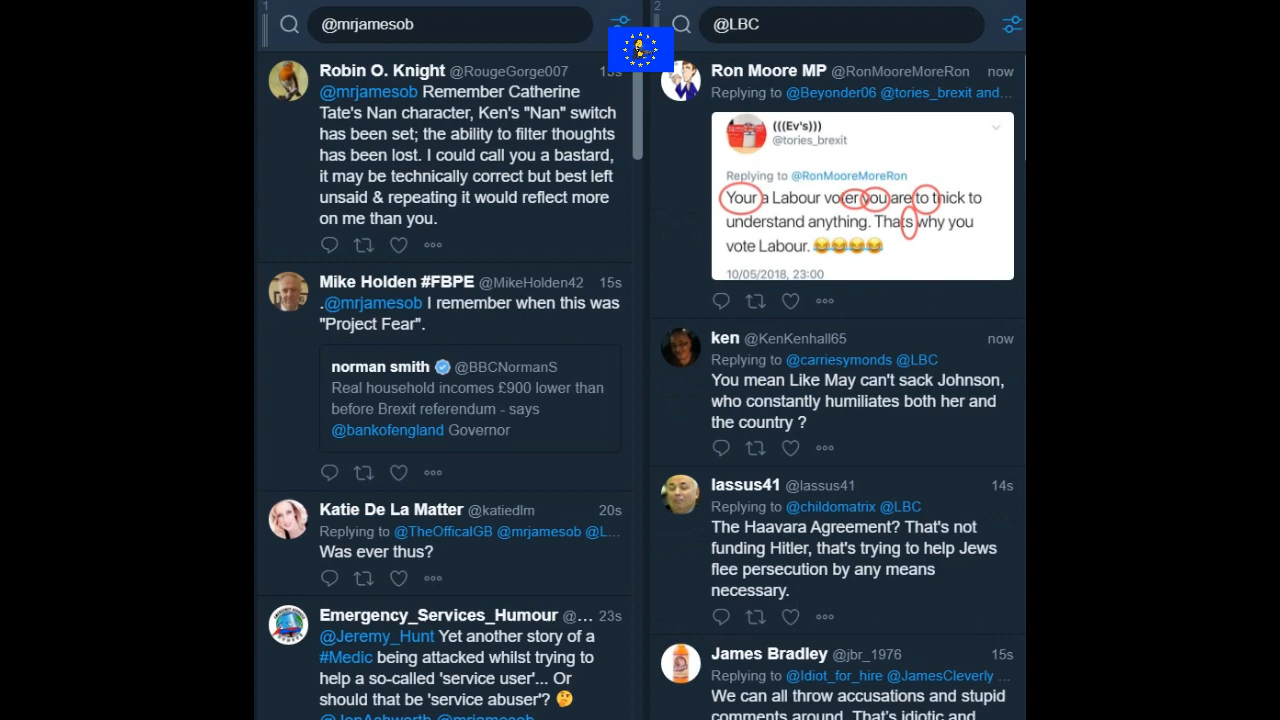 1
@mrjamesob
Robin O. Knight @RougeGorge007 15s
@mrjamesob Remember Catherine
Tate's Nan character, Ken's "Nan" switch
has been set; the ability to filter thoughts
has been lost. I could call you a bastard,
it may be technically correct but best left
unsaid & repeating it would reflect more
on me than you.
Mike Holden #FBPE @MikeHolden42 15s
.@mrjamesob I remember when this was
"Project Fear".
norman smith @BBCNormanS
Real household incomes £900 lower than
before Brexit referendum - says
@bankofengland Governor
Katie De La Matter @katiedlm 20s
Replying to @TheOfficalGB @mrjamesob @L...
Was ever thus?
Emergency_Services_Humour @... 23s
@Jeremy_Hunt Yet another story of a
#Medic being attacked whilst trying to
help a so-called 'service user'... Or
should that be 'service abuser'? 🤔
@JonAshworth @mrjamesob
2
@LBC
Ron Moore MP @RonMooreMoreRon now
Replying to @Beyonder06 @tories_brexit and...
(((Ev's)))
@tories_brexit
Replying to @RonMooreMoreRon
Your a Labour voter you are to thick to
understand anything. Thats why you
vote Labour. 😂😂😂😂
10/05/2018, 23:00
ken @KenKenhall65 now
Replying to @carriesymonds @LBC
You mean Like May can't sack Johnson,
who constantly humiliates both her and
the country ?
lassus41 @lassus41 14s
Replying to @childomatrix @LBC
The Haavara Agreement? That's not
funding Hitler, that's trying to help Jews
flee persecution by any means
necessary.
James Bradley @jbr_1976 15s
Replying to @Idiot_for_hire @JamesCleverly ...
We can all throw accusations and stupid
comments around. That's idiotic and